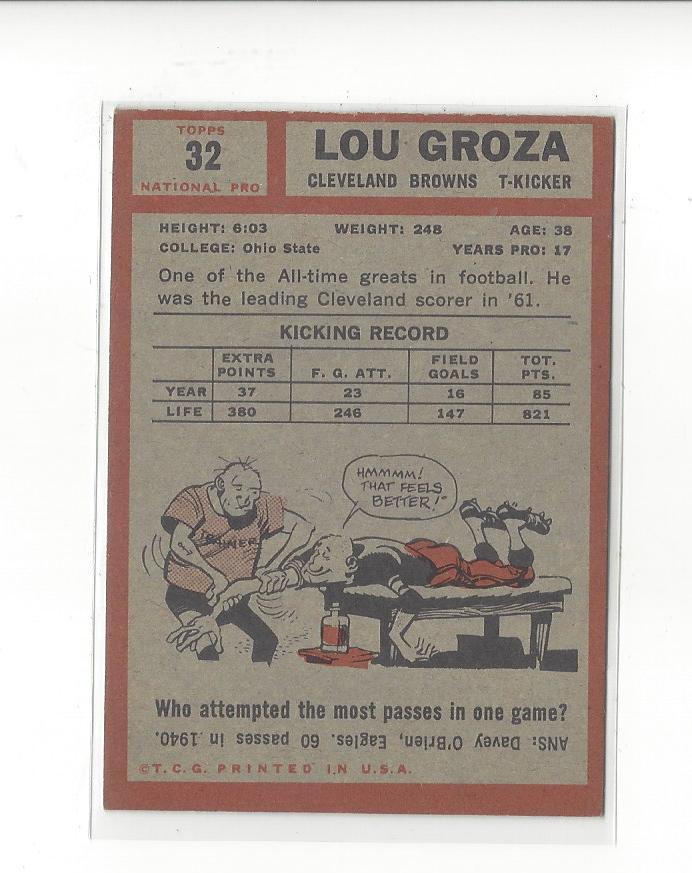 TOPPS
32
NATIONAL PRO
LOU GROZA
CLEVELAND BROWNS T-KICKER
HEIGHT: 6:03 WEIGHT: 248 AGE: 38
COLLEGE: Ohio State YEARS PRO: 17
One of the All-time greats in football. He
was the leading Cleveland scorer in '61.
KICKING RECORD
EXTRA POINTS F. G. ATT. FIELD GOALS TOT. PTS.
YEAR 37 23 16 85
LIFE 380 246 147 821
HMMMM!
THAT FEELS
BETTER!"
TRAINER
Who attempted the most passes in one game?
ANS: Davey O'Brien, Eagles. 60 passes in 1940.
©T.C.G. PRINTED IN U.S.A.